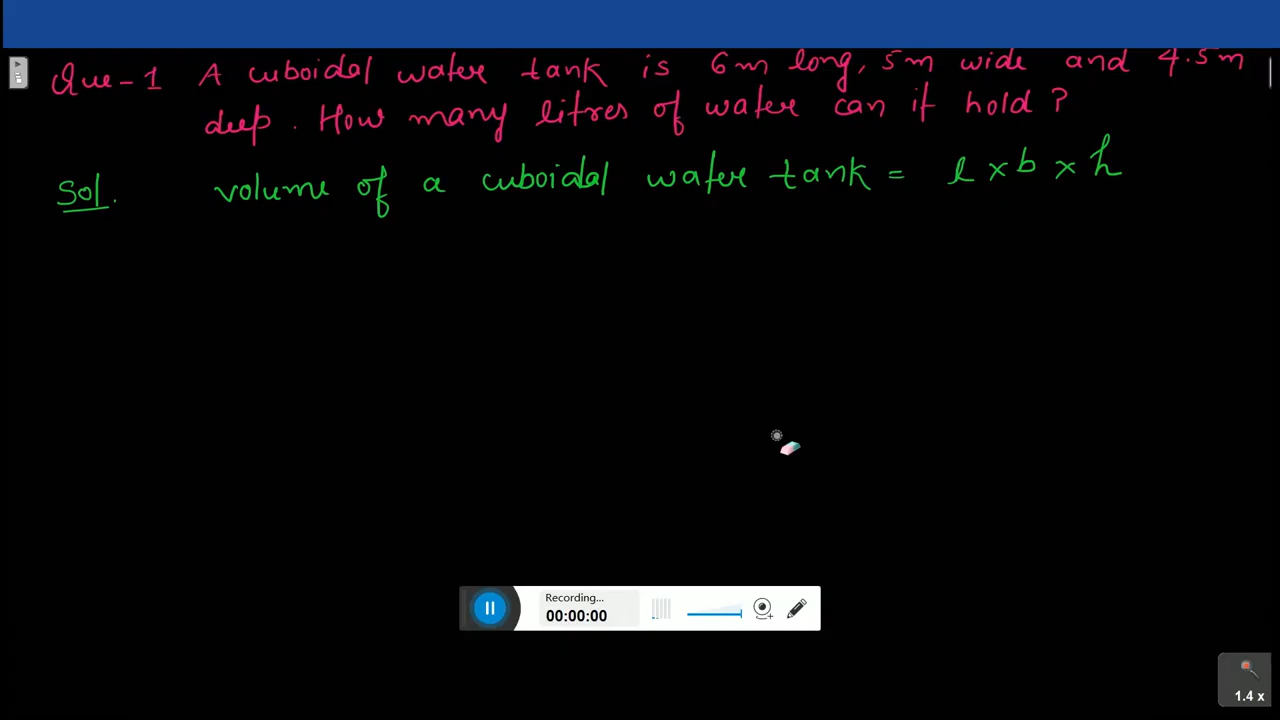 Que-1 A cuboidal water tank is 6m long, 5m wide and 4.5m
deep. How many litres of water can it hold?
Sol. volume of a cuboidal water tank = l × b × h
Recording...
00:00:00
1.4 x